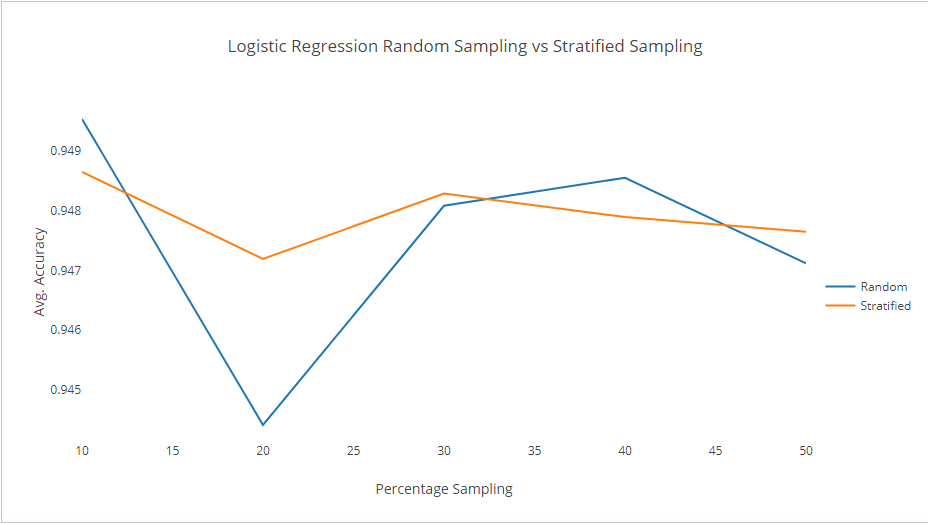 Logistic Regression Random Sampling vs Stratified Sampling
0.949
0.948
0.947
0.946
0.945
Avg. Accuracy
10 15 20 25 30 35 40 45 50
Percentage Sampling
Random
Stratified